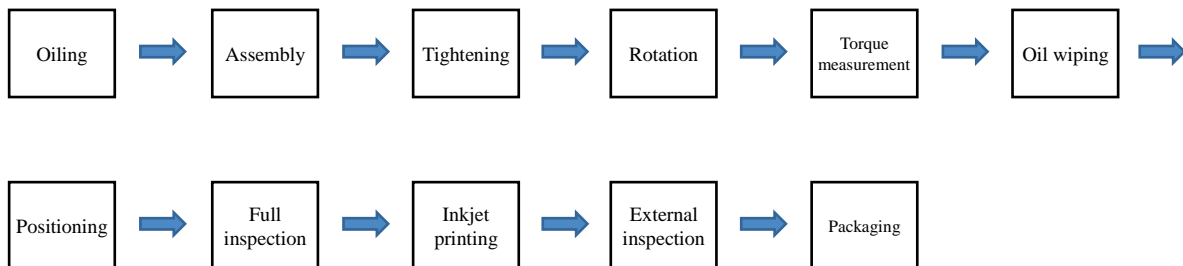 Oiling
Assembly
Tightening
Rotation
Torque
measurement
Oil wiping
Positioning
Full
inspection
Inkjet
printing
External
inspection
Packaging